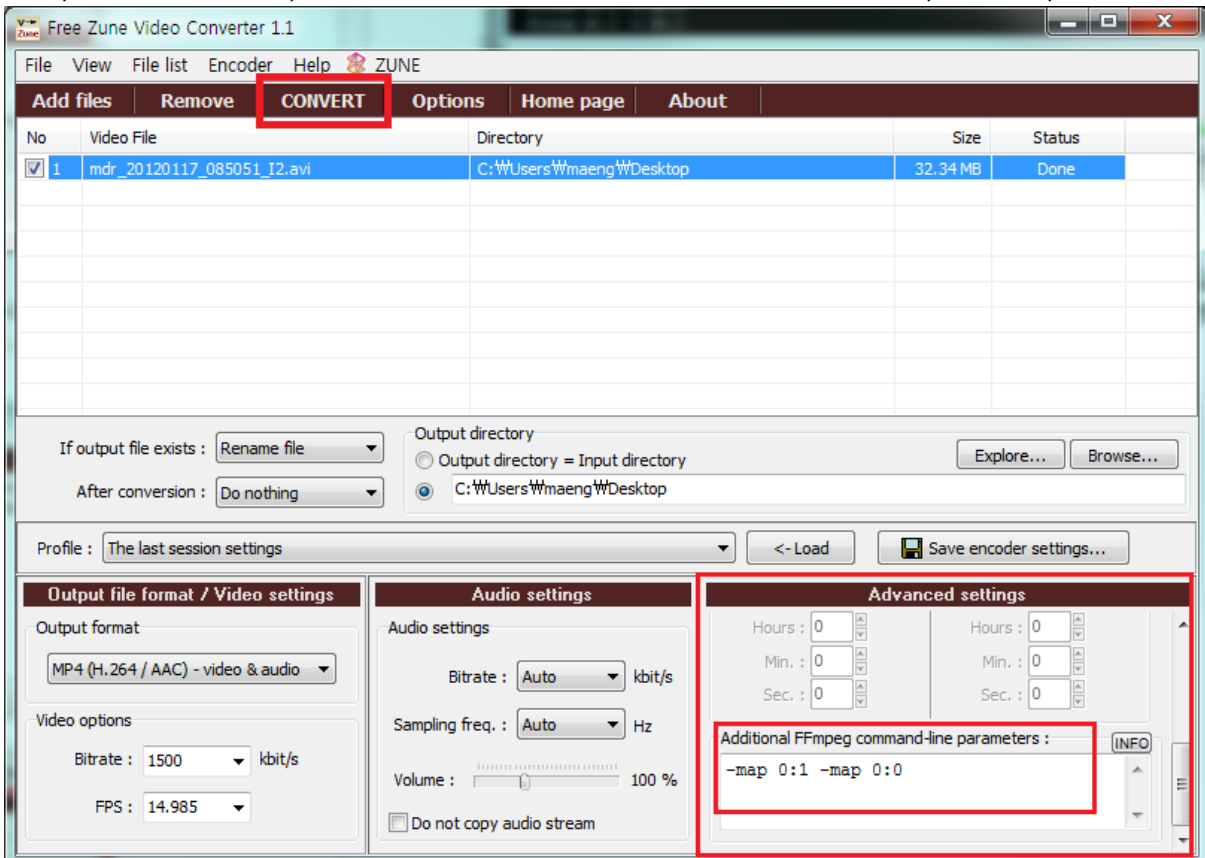 V→ Zune Free Zune Video Converter 1.1
File View File list Encoder Help ZUNE
Add files Remove CONVERT Options Home page About
No Video File Directory Size Status
1 mdr_20120117_085051_I2.avi C:₩Users₩maeng₩Desktop 32.34 MB Done
If output file exists : Rename file
After conversion : Do nothing
Output directory
Output directory = Input directory
Explore... Browse...
C:₩Users₩maeng₩Desktop
Profile : The last session settings <- Load Save encoder settings...
Output file format / Video settings
Output format
MP4 (H.264 / AAC) - video & audio
Video options
Bitrate : 1500 kbit/s
FPS : 14.985
Audio settings
Audio settings
Bitrate : Auto kbit/s
Sampling freq. : Auto Hz
Volume : 100 %
Do not copy audio stream
Advanced settings
Hours : 0 Hours : 0
Min. : 0 Min. : 0
Sec. : 0 Sec. : 0
Additional FFmpeg command-line parameters : INFO
-map 0:1 -map 0:0